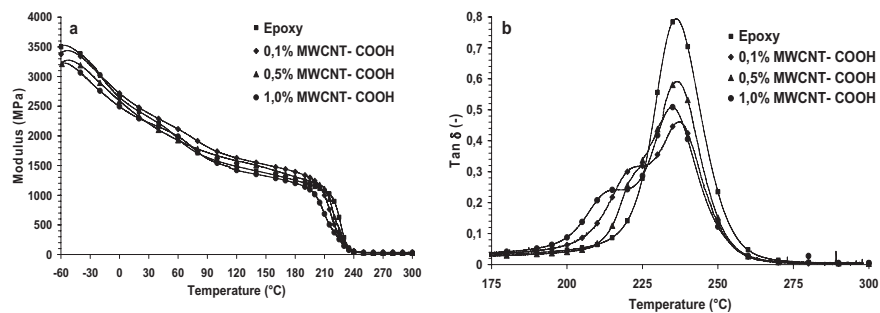 a
Epoxy
0,1% MWCNT- COOH
0,5% MWCNT- COOH
1,0% MWCNT- COOH
4000
3500
3000
2500
2000
1500
1000
500
0
Modulus (MPa)
-60 -30 0 30 60 90 120 150 180 210 240 270 300
Temperature (°C)
b
Epoxy
0,1% MWCNT- COOH
0,5% MWCNT- COOH
1,0% MWCNT- COOH
0,8
0,7
0,6
0,5
0,4
0,3
0,2
0,1
0
Tan δ (-)
175 200 225 250 275 300
Temperature (°C)